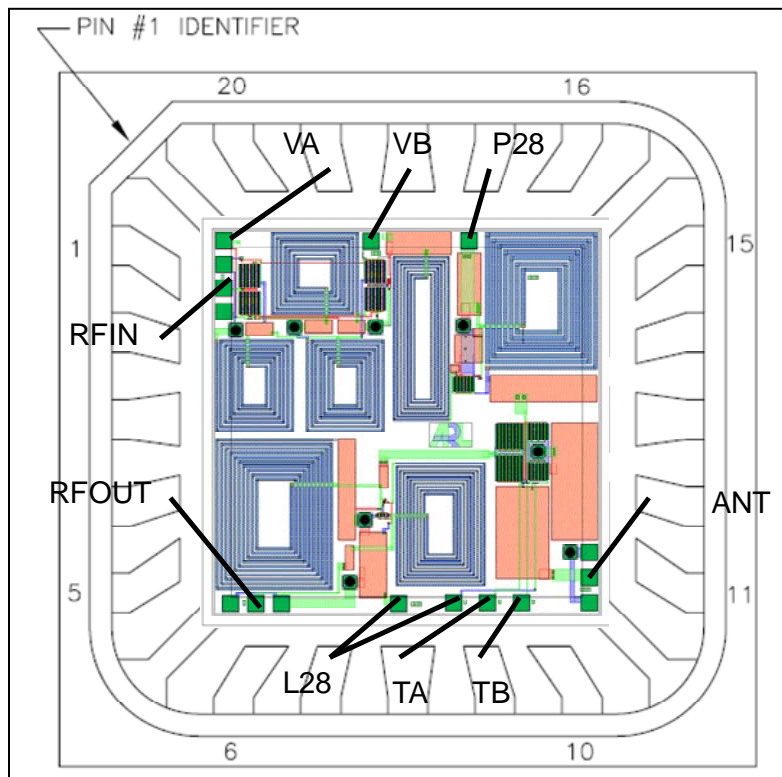 PIN #1 IDENTIFIER
20
16
VA
VB
P28
1
15
RFIN
RFOUT
ANT
5
11
L28
TA
TB
6
10